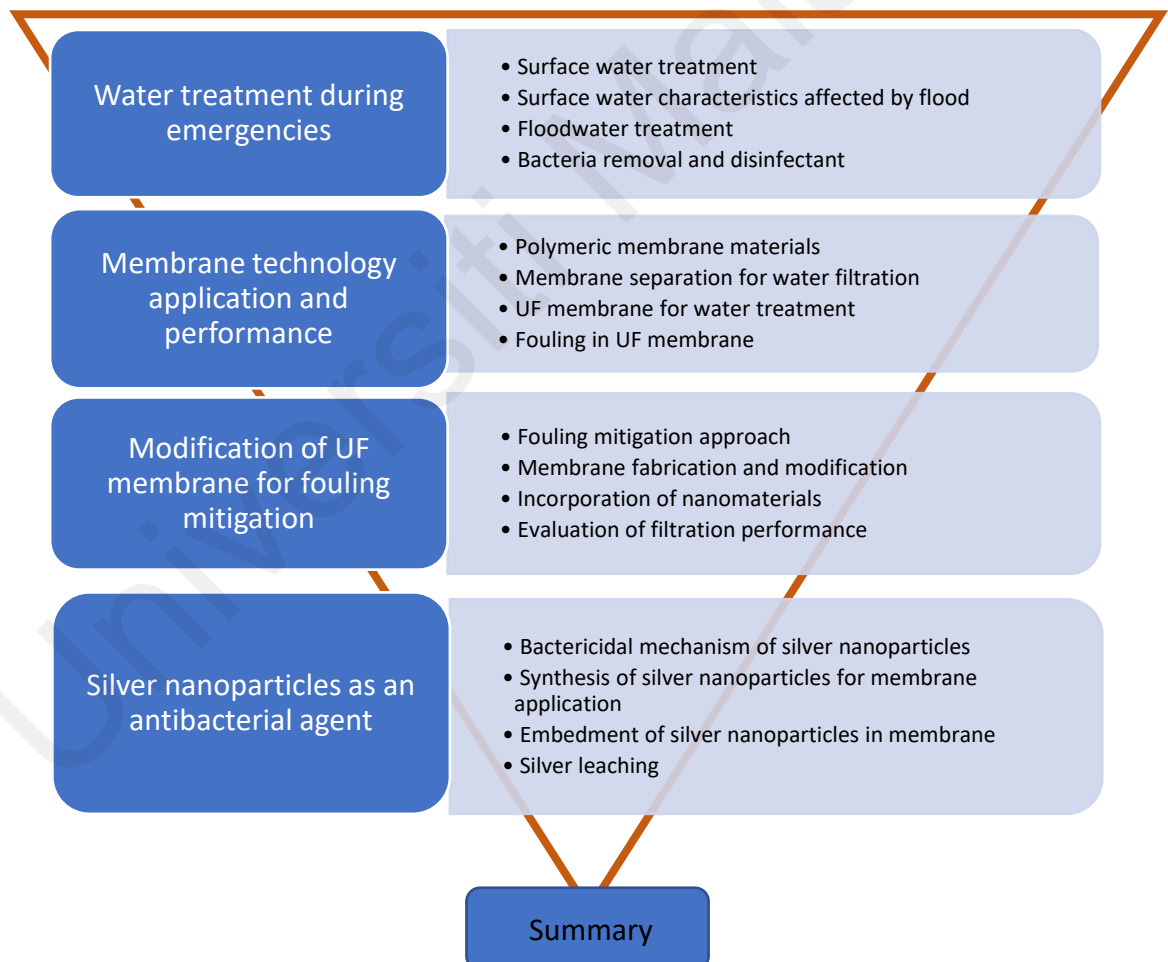 Water treatment during
emergencies
• Surface water treatment
• Surface water characteristics affected by flood
• Floodwater treatment
• Bacteria removal and disinfectant
Membrane technology
application and
performance
• Polymeric membrane materials
• Membrane separation for water filtration
• UF membrane for water treatment
• Fouling in UF membrane
Modification of UF
membrane for fouling
mitigation
• Fouling mitigation approach
• Membrane fabrication and modification
• Incorporation of nanomaterials
• Evaluation of filtration performance
Silver nanoparticles as an
antibacterial agent
• Bactericidal mechanism of silver nanoparticles
• Synthesis of silver nanoparticles for membrane
application
• Embedment of silver nanoparticles in membrane
• Silver leaching
Summary
Universiti